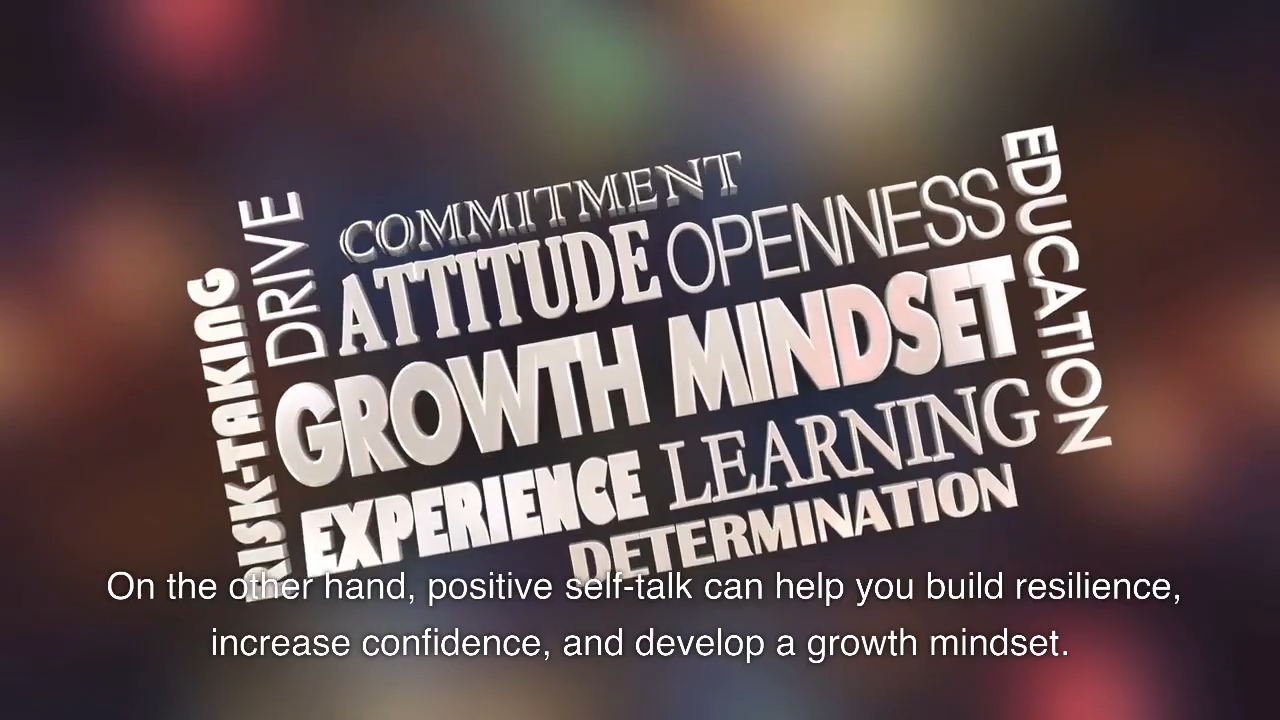 COMMITMENT
DRIVE
ATTITUDE OPENNESS
EDUCATION
RISK-TAKING
GROWTH MINDSET
EXPERIENCE LEARNING
DETERMINATION
On the other hand, positive self-talk can help you build resilience,
increase confidence, and develop a growth mindset.